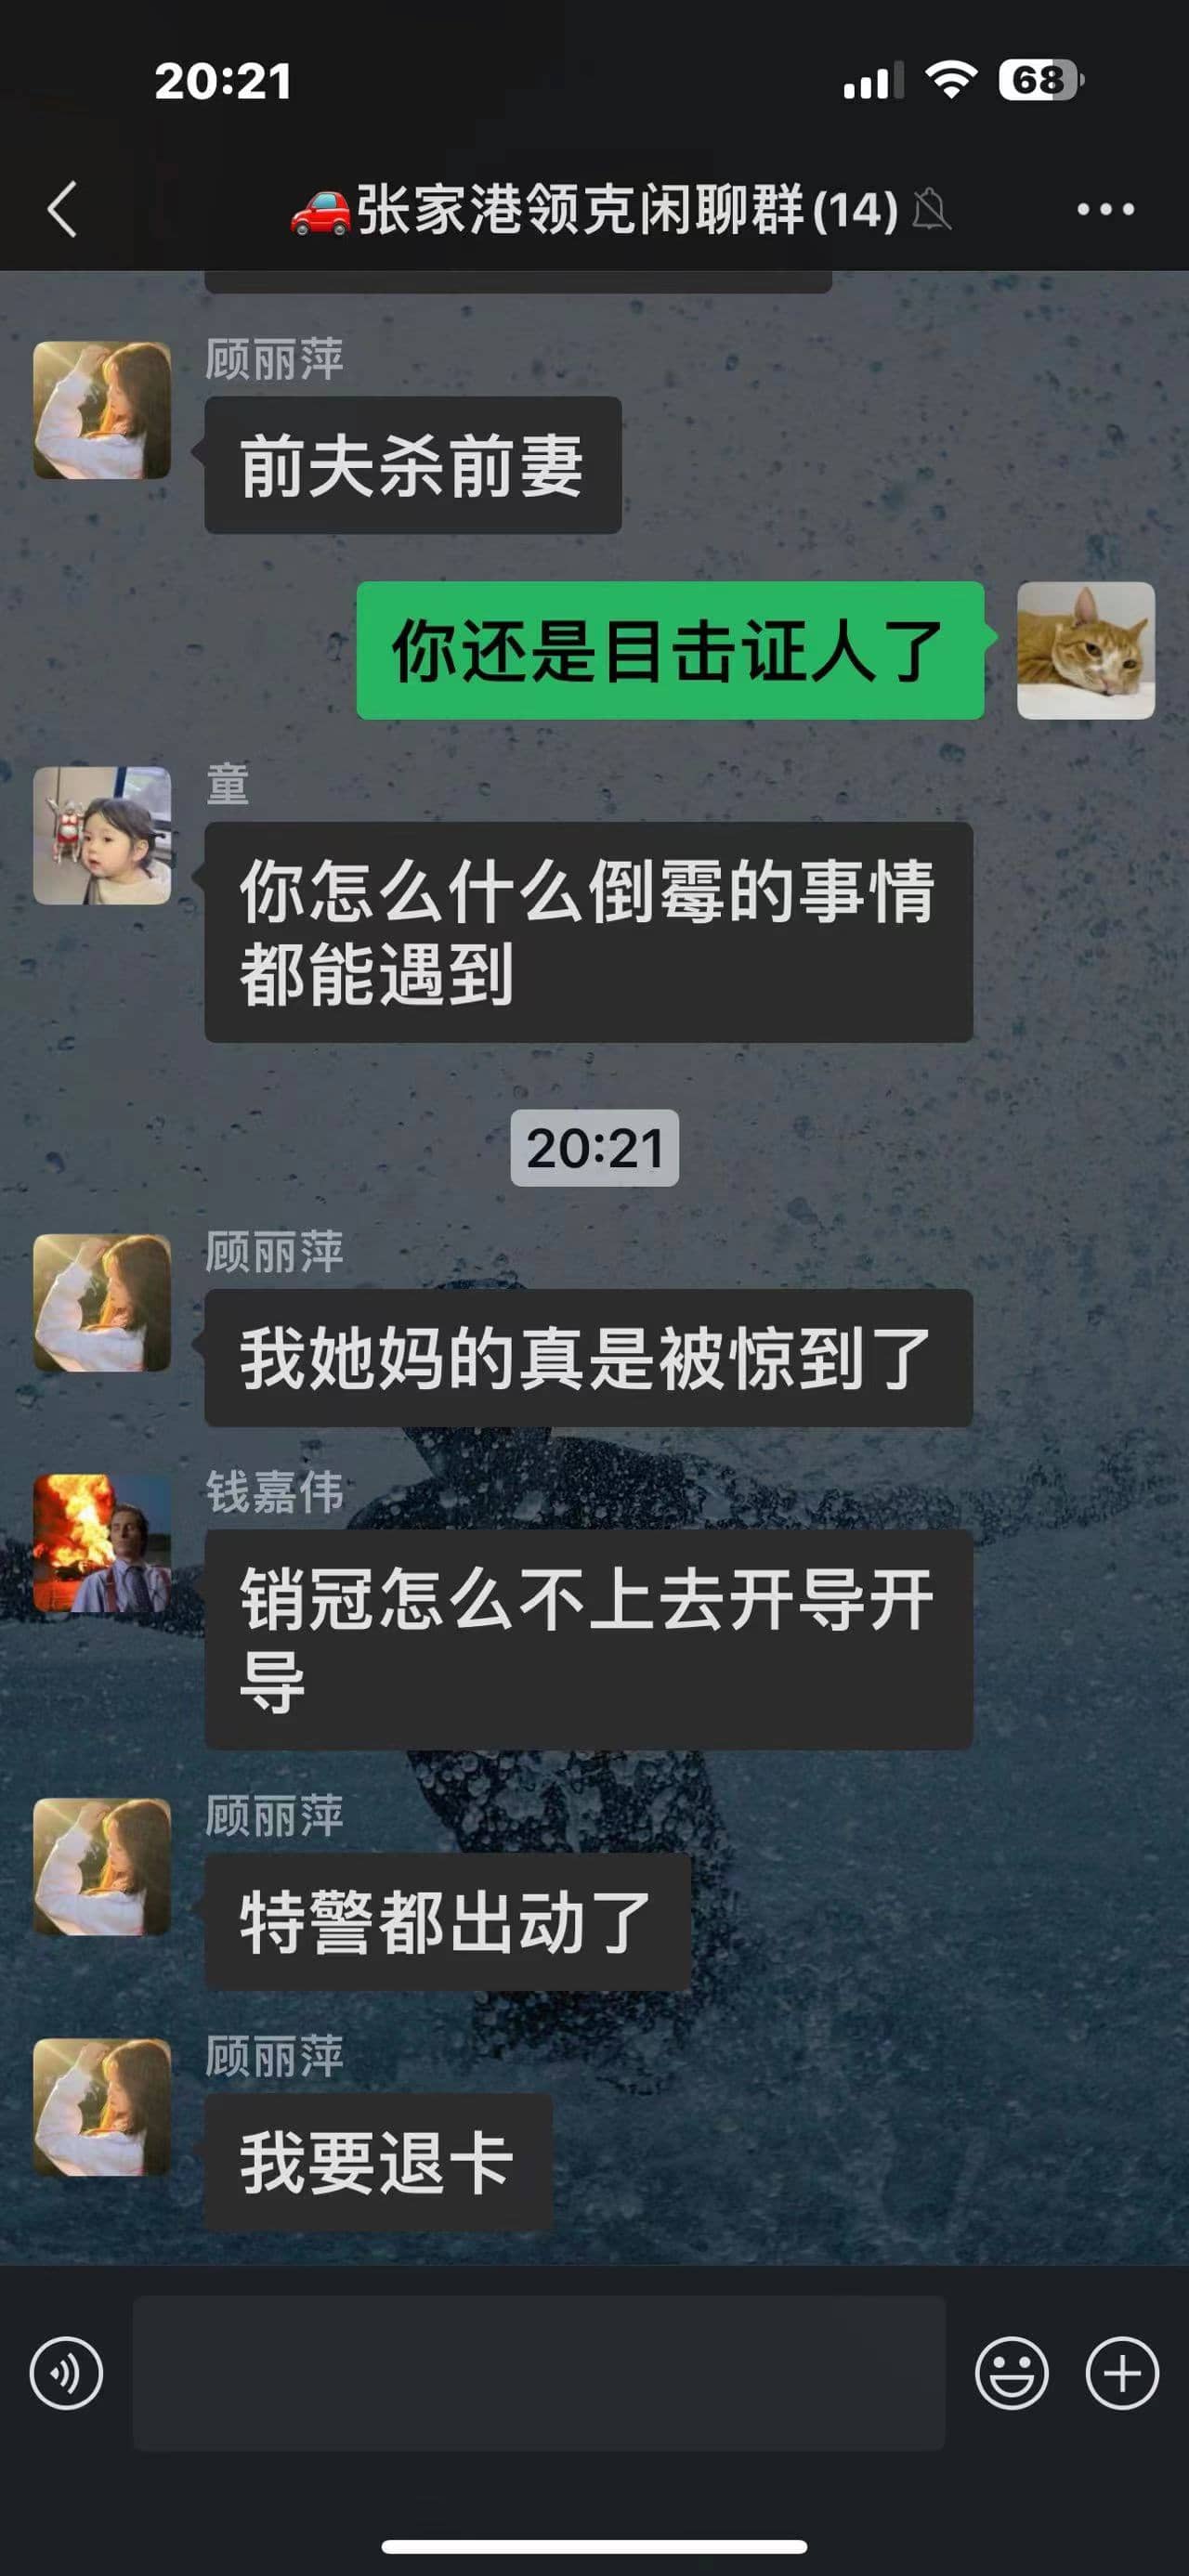 20:21
68
🚗张家港领克闲聊群(14)
顾丽萍
前夫杀前妻
你还是目击证人了
童
你怎么什么倒霉的事情
都能遇到
20:21
顾丽萍
我她妈的真是被惊到了
钱嘉伟
销冠怎么不上去开导开
导
顾丽萍
特警都出动了
顾丽萍
我要退卡